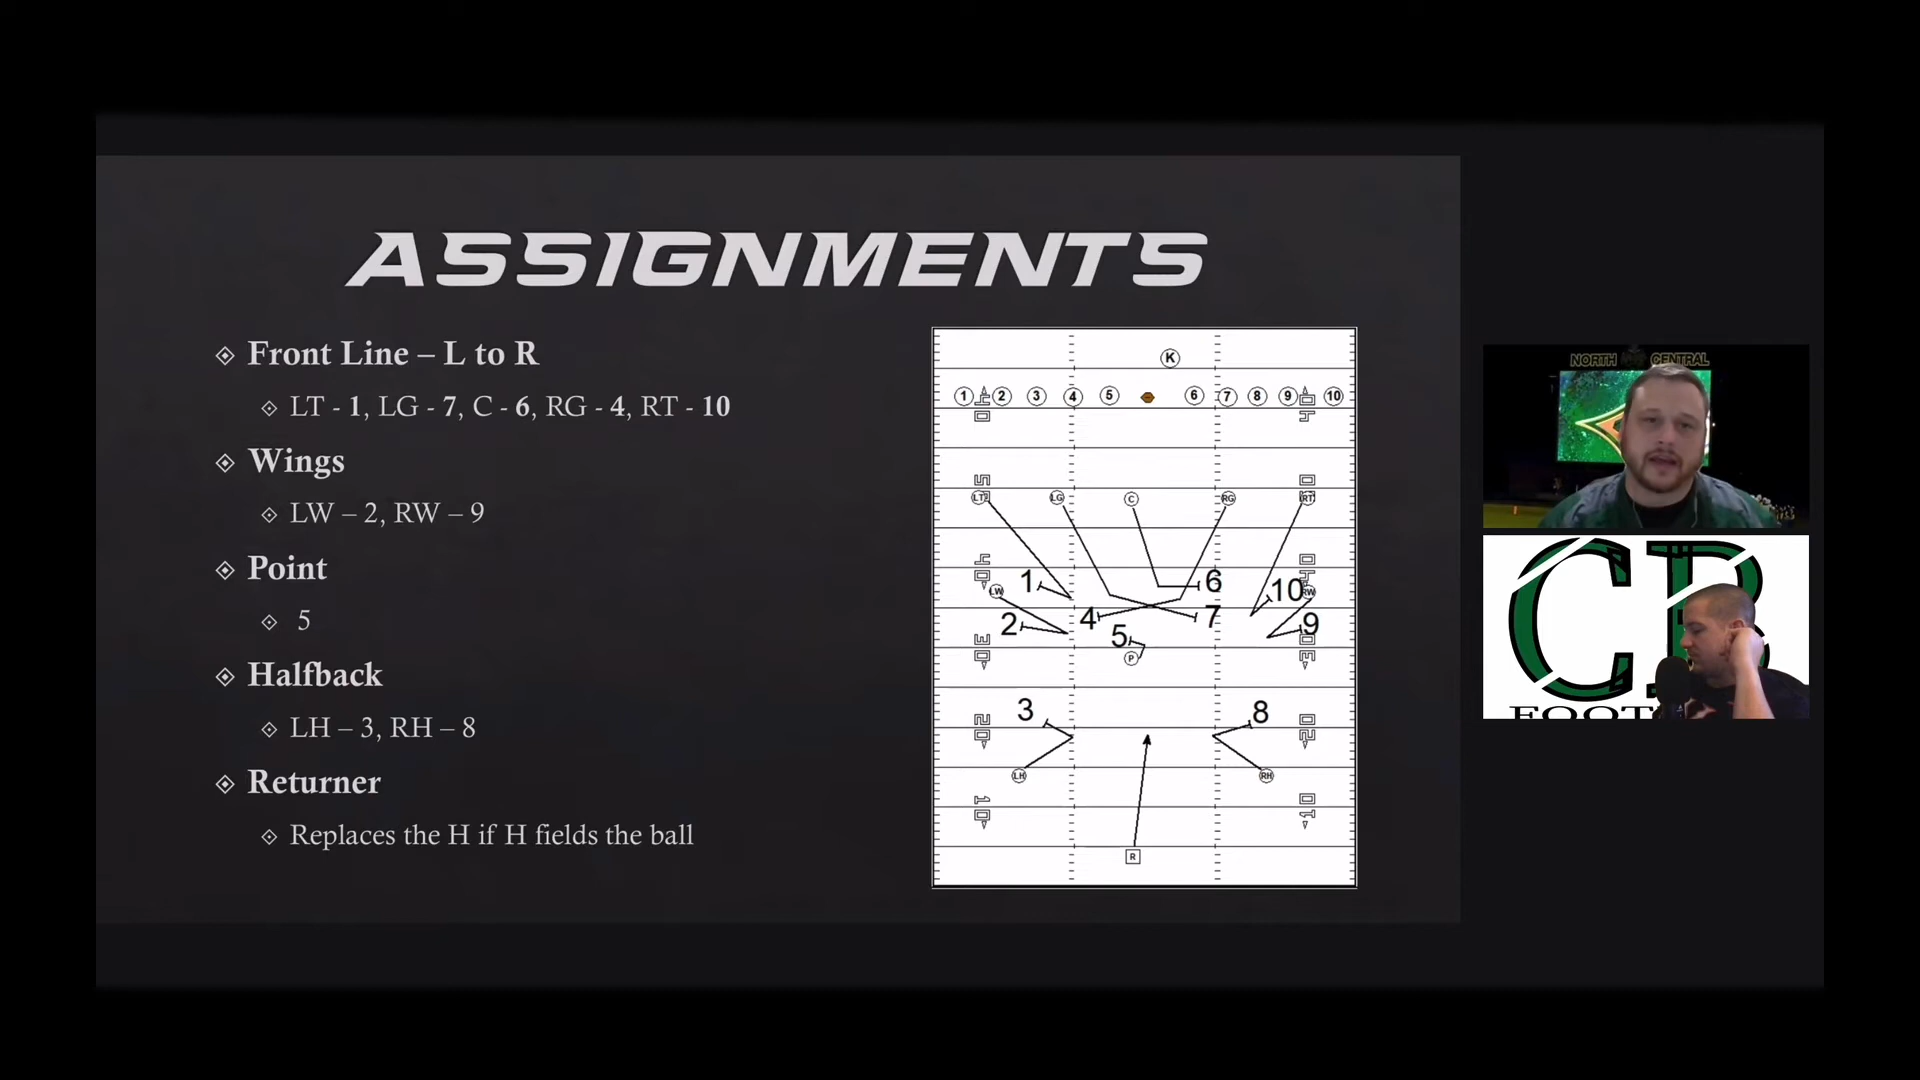 ASSIGNMENTS
Front Line – L to R
LT - 1, LG - 7, C - 6, RG - 4, RT - 10
Wings
LW – 2, RW – 9
Point
5
Halfback
LH – 3, RH – 8
Returner
Replaces the H if H fields the ball
K
1 2 3 4 5 6 7 8 9 10
LT LG C RG RT
1 6 10
LW RW
2 4 7 9
5
P
3 8
LH RH
R
NORTH CENTRAL
CB
FOOT